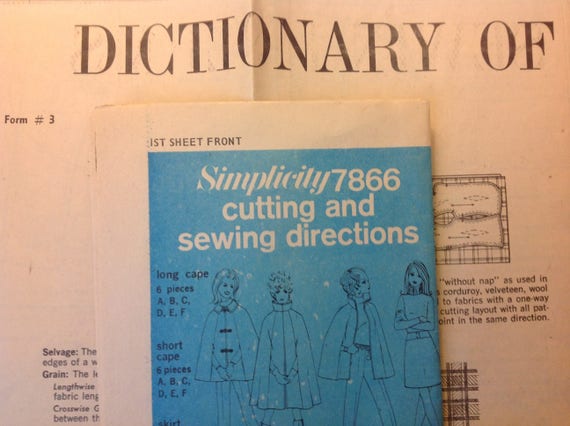 DICTIONARY OF
Form # 3
IST SHEET FRONT
Simplicity 7866
cutting and
sewing directions
long cape
6 pieces
A, B, C,
D, E, F
short
cape
6 pieces
A, B, C,
D, E, F
skirt
"without nap" as used in
corduroy, velveteen, wool
to fabrics with a one-way
cutting layout with all pat-
oint in the same direction.
Selvage: The
edges of a w
Grain: The le
Lengthwise
fabric leng
Crosswise G
between th